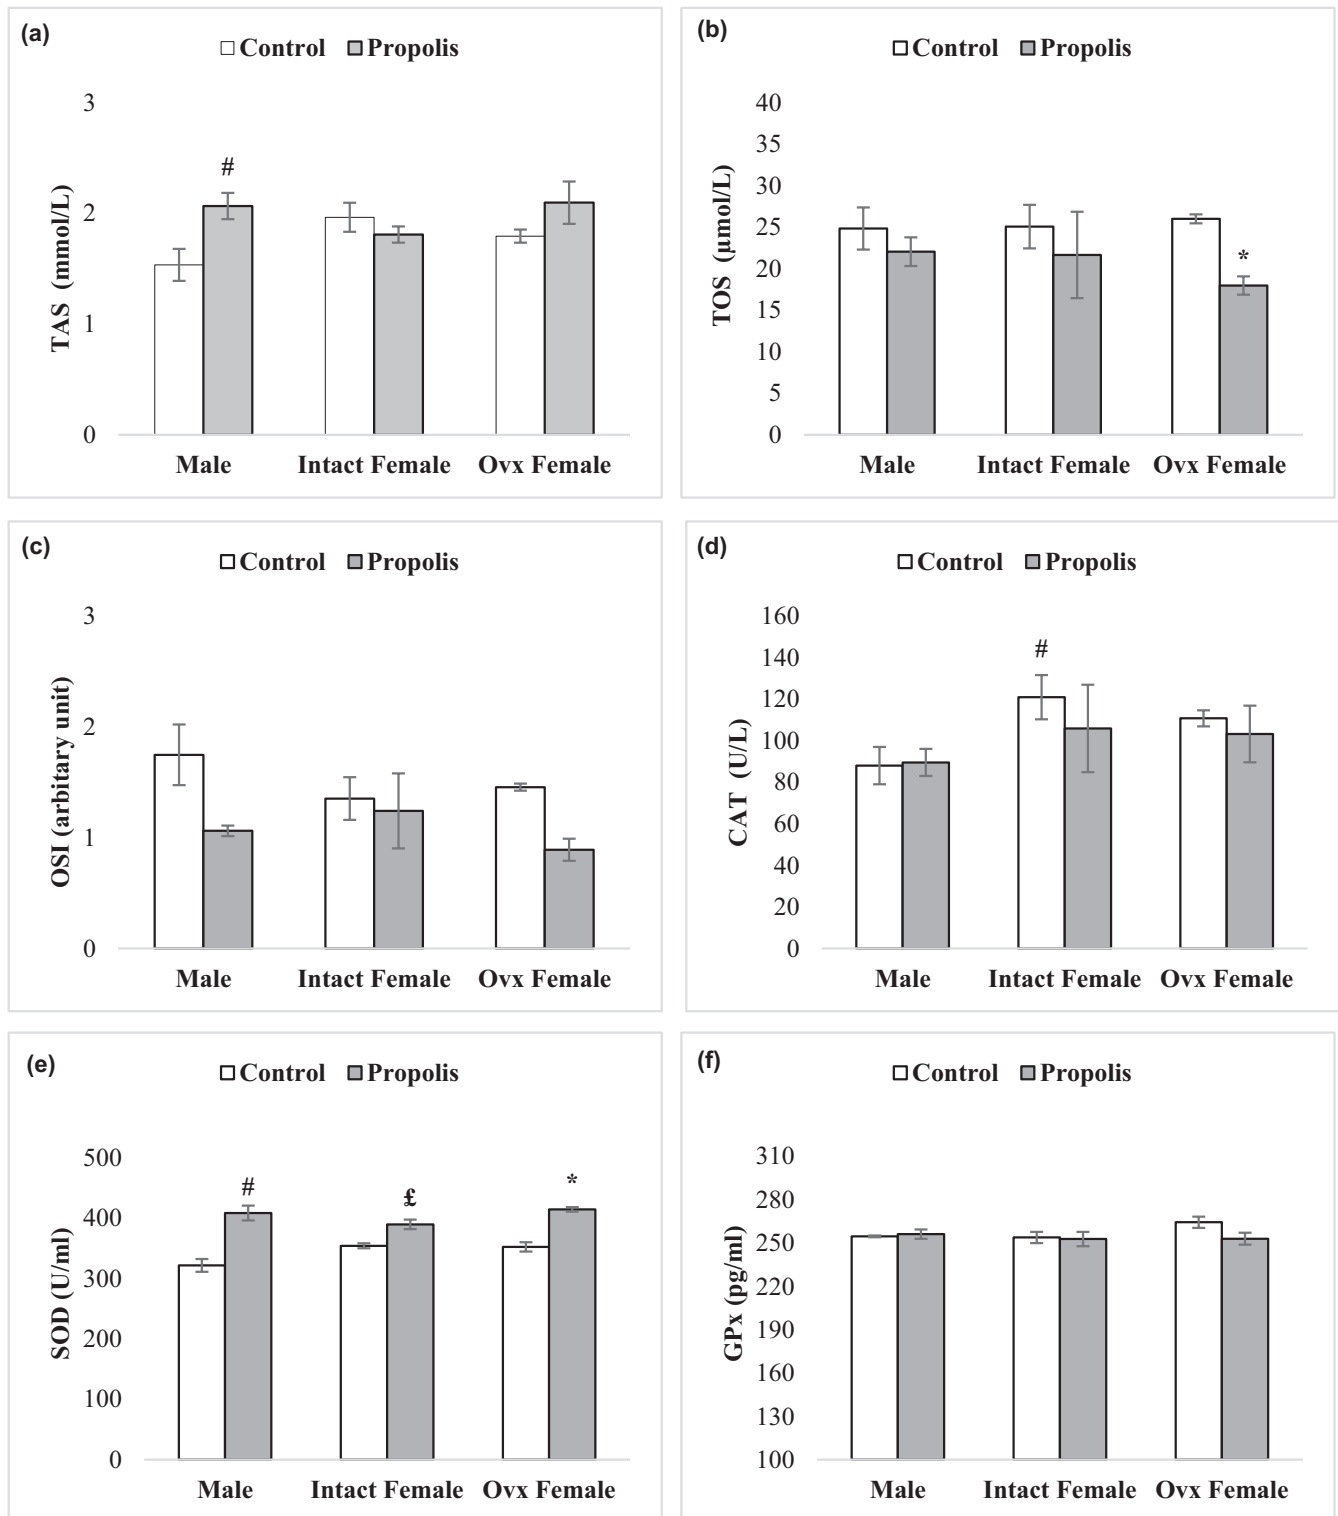 (a)
Control Propolis
3
2
1
0
TAS (mmol/L)
#
Male Intact Female Ovx Female
(b)
Control Propolis
40
35
30
25
20
15
10
5
0
TOS (µmol/L)
*
Male Intact Female Ovx Female
(c)
Control Propolis
3
2
1
0
OSI (arbitary unit)
Male Intact Female Ovx Female
(d)
Control Propolis
160
140
120
100
80
60
40
20
0
CAT (U/L)
#
Male Intact Female Ovx Female
(e)
Control Propolis
500
400
300
200
100
0
SOD (U/ml)
# £ *
Male Intact Female Ovx Female
(f)
Control Propolis
310
280
250
220
190
160
130
100
GPx (pg/ml)
Male Intact Female Ovx Female